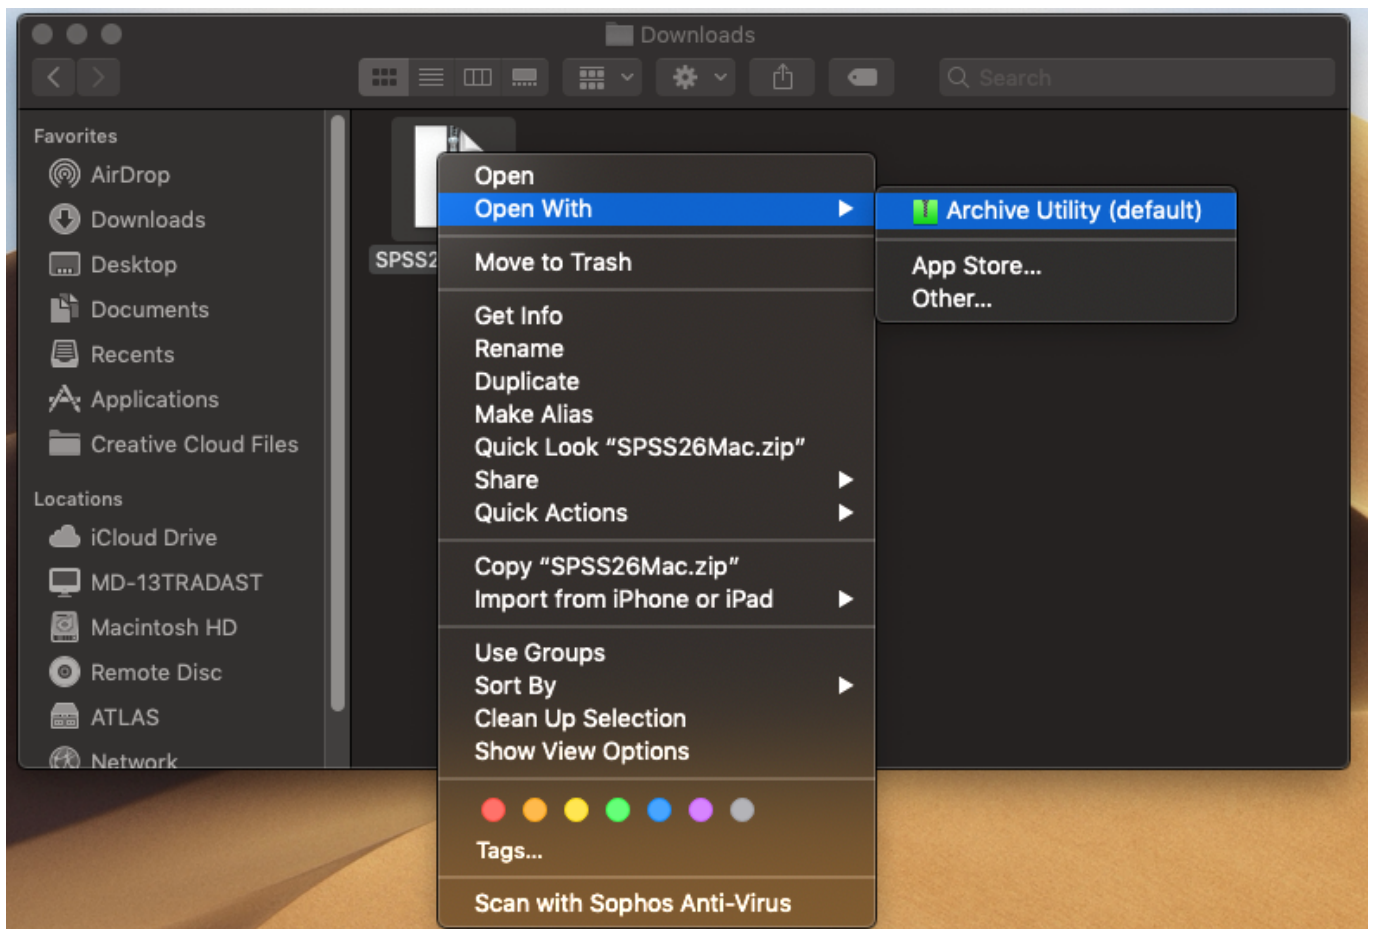 Downloads
Search
Favorites
AirDrop
Downloads
Desktop
Documents
Recents
Applications
Creative Cloud Files
Locations
iCloud Drive
MD-13TRADAST
Macintosh HD
Remote Disc
ATLAS
Network
SPSS2
Open
Open With
Move to Trash
Get Info
Rename
Duplicate
Make Alias
Quick Look “SPSS26Mac.zip”
Share
Quick Actions
Copy “SPSS26Mac.zip”
Import from iPhone or iPad
Use Groups
Sort By
Clean Up Selection
Show View Options
Tags...
Scan with Sophos Anti-Virus
Archive Utility (default)
App Store...
Other...